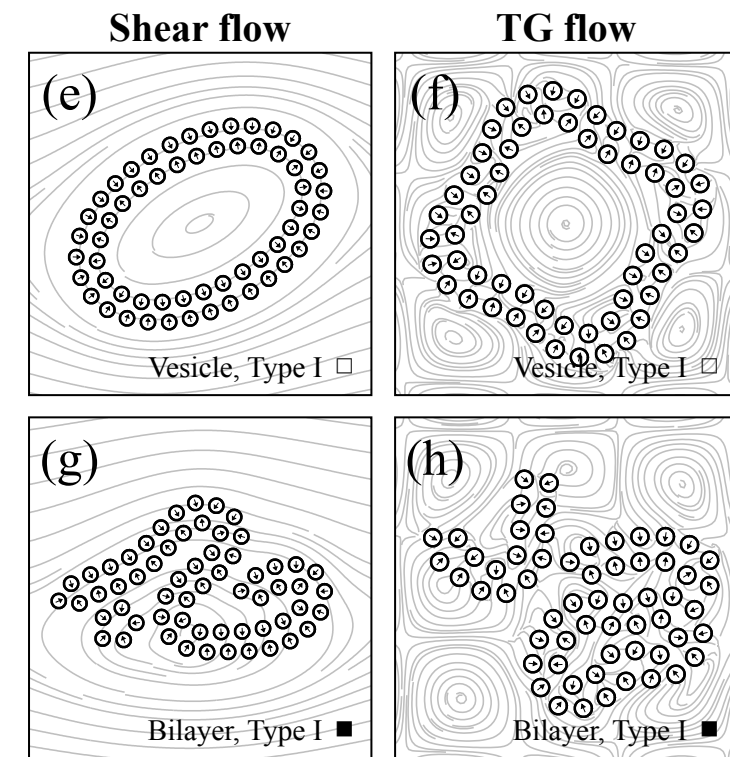 Shear flow
TG flow
(e)
(f)
Vesicle, Type I □
Vesicle, Type I □
(g)
(h)
Bilayer, Type I ■
Bilayer, Type I ■